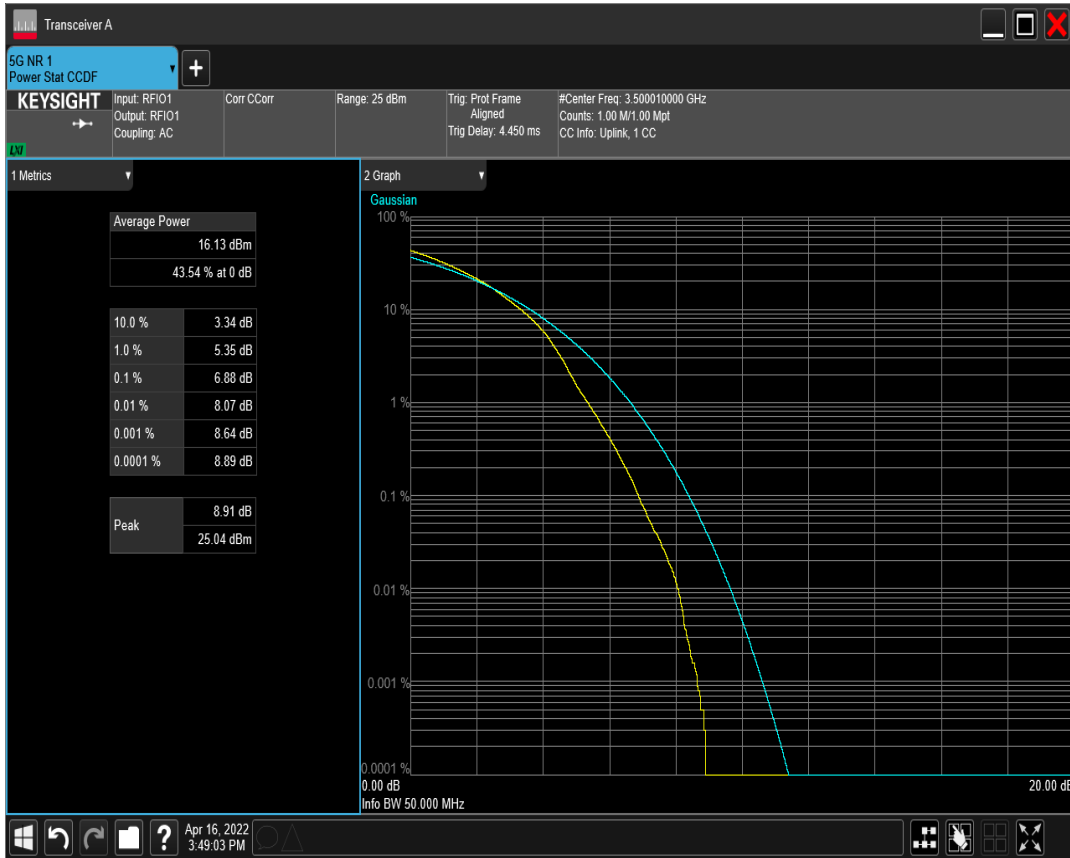 Transceiver A
5G NR 1
Power Stat CCDF
+
KEYSIGHT
LXI
Input: RFIO1
Output: RFIO1
Coupling: AC
Corr CCorr
Range: 25 dBm
Trig: Prot Frame
Aligned
Trig Delay: 4.450 ms
#Center Freq: 3.500010000 GHz
Counts: 1.00 M/1.00 Mpt
CC Info: Uplink, 1 CC
1 Metrics
Average Power
16.13 dBm
43.54 % at 0 dB
10.0 % 3.34 dB
1.0 % 5.35 dB
0.1 % 6.88 dB
0.01 % 8.07 dB
0.001 % 8.64 dB
0.0001 % 8.89 dB
Peak
8.91 dB
25.04 dBm
2 Graph
Gaussian
100 %
10 %
1 %
0.1 %
0.01 %
0.001 %
0.0001 %
0.00 dB 20.00 dB
Info BW 50.000 MHz
?
Apr 16, 2022
3:49:03 PM